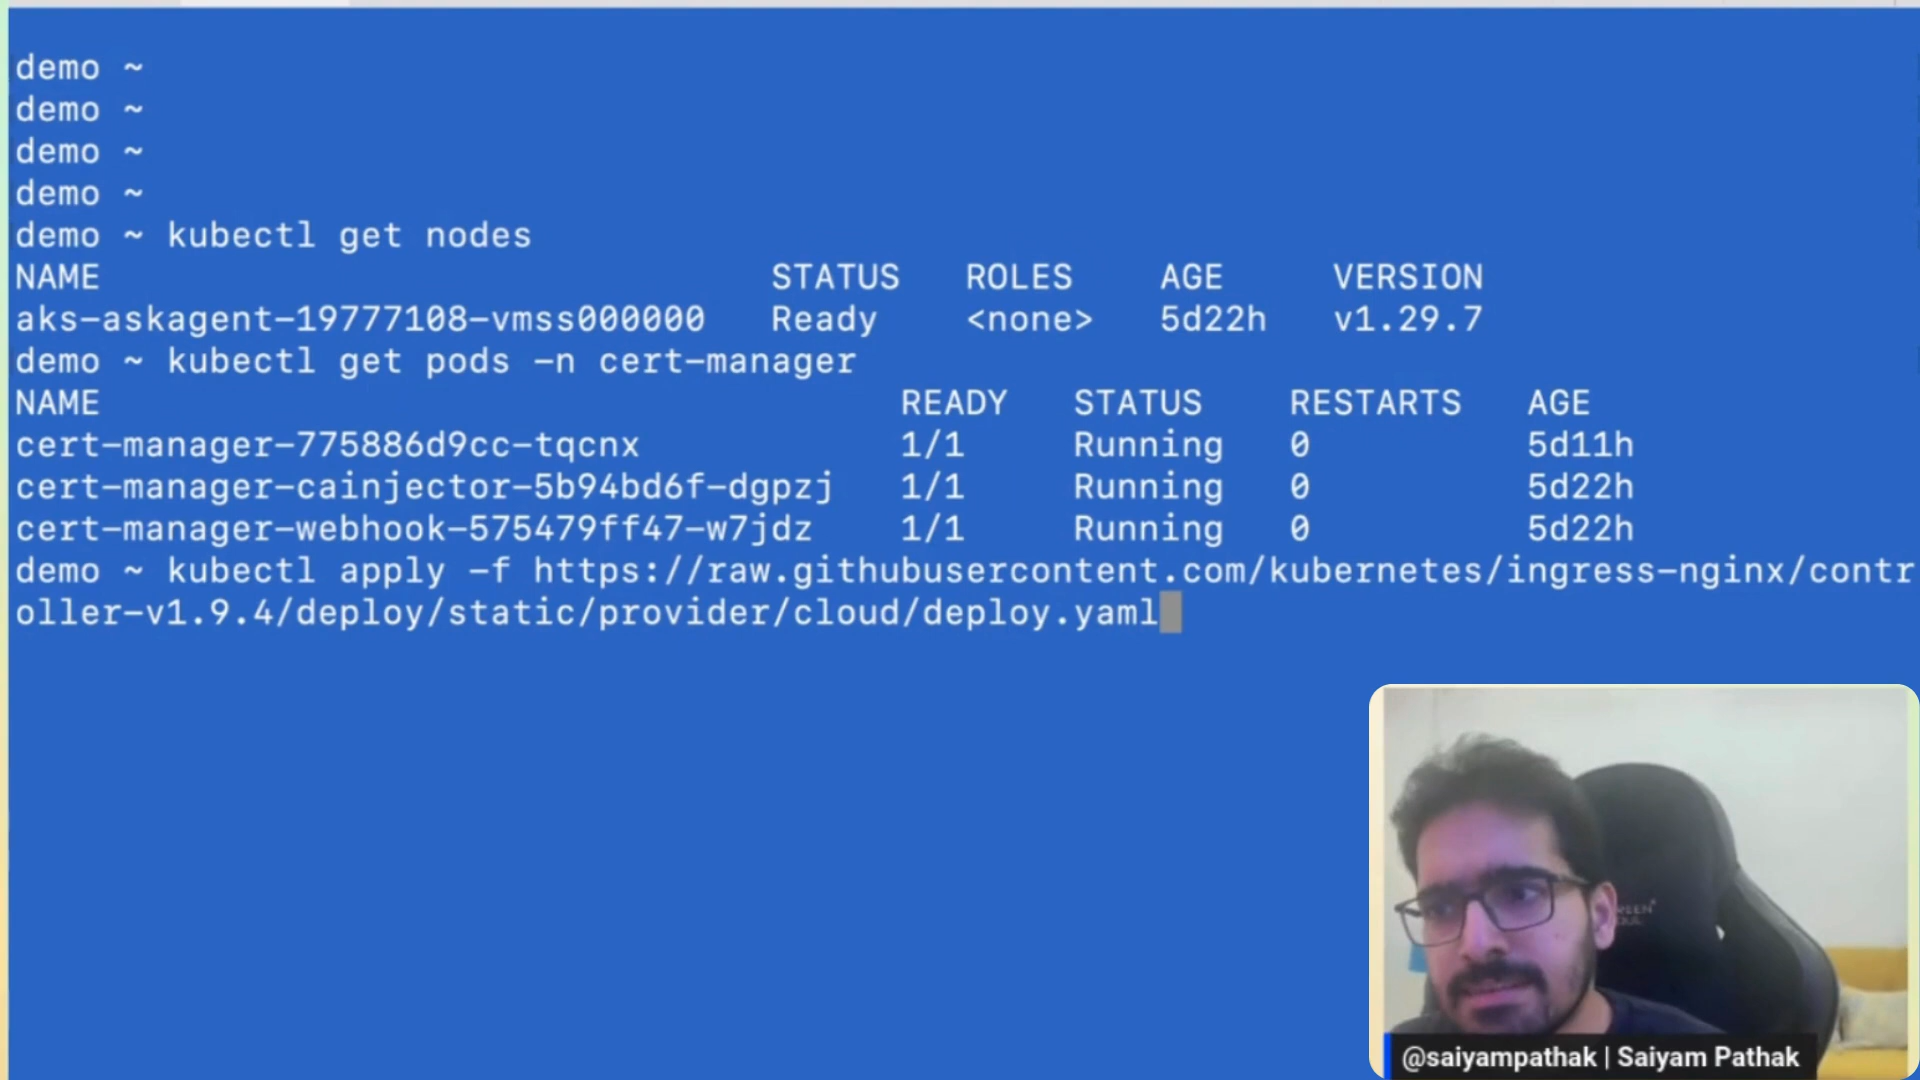 demo ~
demo ~
demo ~
demo ~
demo ~ kubectl get nodes
NAME STATUS ROLES AGE VERSION
aks-askagent-19777108-vmss000000 Ready <none> 5d22h v1.29.7
demo ~ kubectl get pods -n cert-manager
NAME READY STATUS RESTARTS AGE
cert-manager-775886d9cc-tqcnx 1/1 Running 0 5d11h
cert-manager-cainjector-5b94bd6f-dgpzj 1/1 Running 0 5d22h
cert-manager-webhook-575479ff47-w7jdz 1/1 Running 0 5d22h
demo ~ kubectl apply -f https://raw.githubusercontent.com/kubernetes/ingress-nginx/contr
oller-v1.9.4/deploy/static/provider/cloud/deploy.yaml
@saiyampathak | Saiyam Pathak